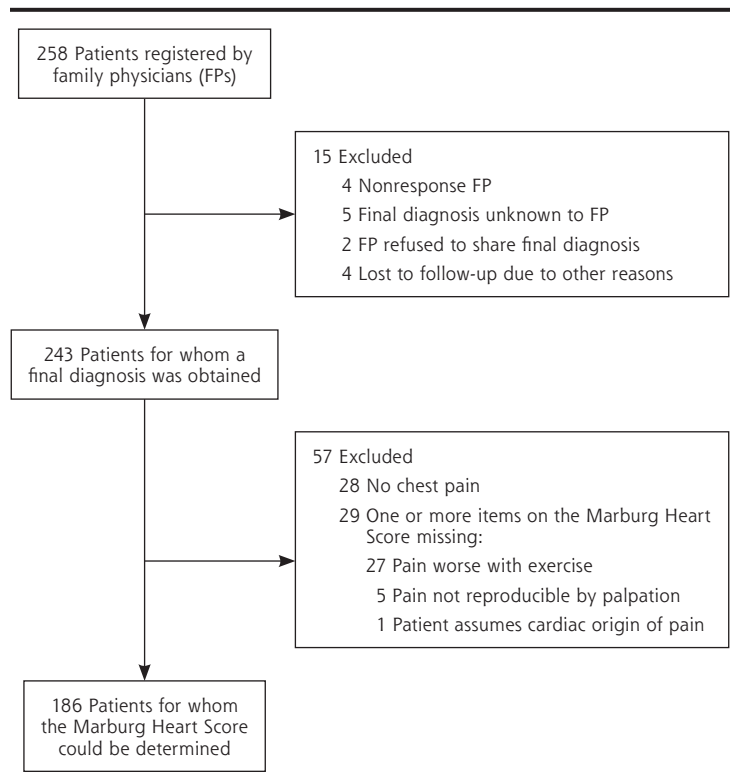 258 Patients registered by
family physicians (FPs)
15 Excluded
4 Nonresponse FP
5 Final diagnosis unknown to FP
2 FP refused to share final diagnosis
4 Lost to follow-up due to other reasons
243 Patients for whom a
final diagnosis was obtained
57 Excluded
28 No chest pain
29 One or more items on the Marburg Heart
Score missing:
27 Pain worse with exercise
5 Pain not reproducible by palpation
1 Patient assumes cardiac origin of pain
186 Patients for whom
the Marburg Heart Score
could be determined